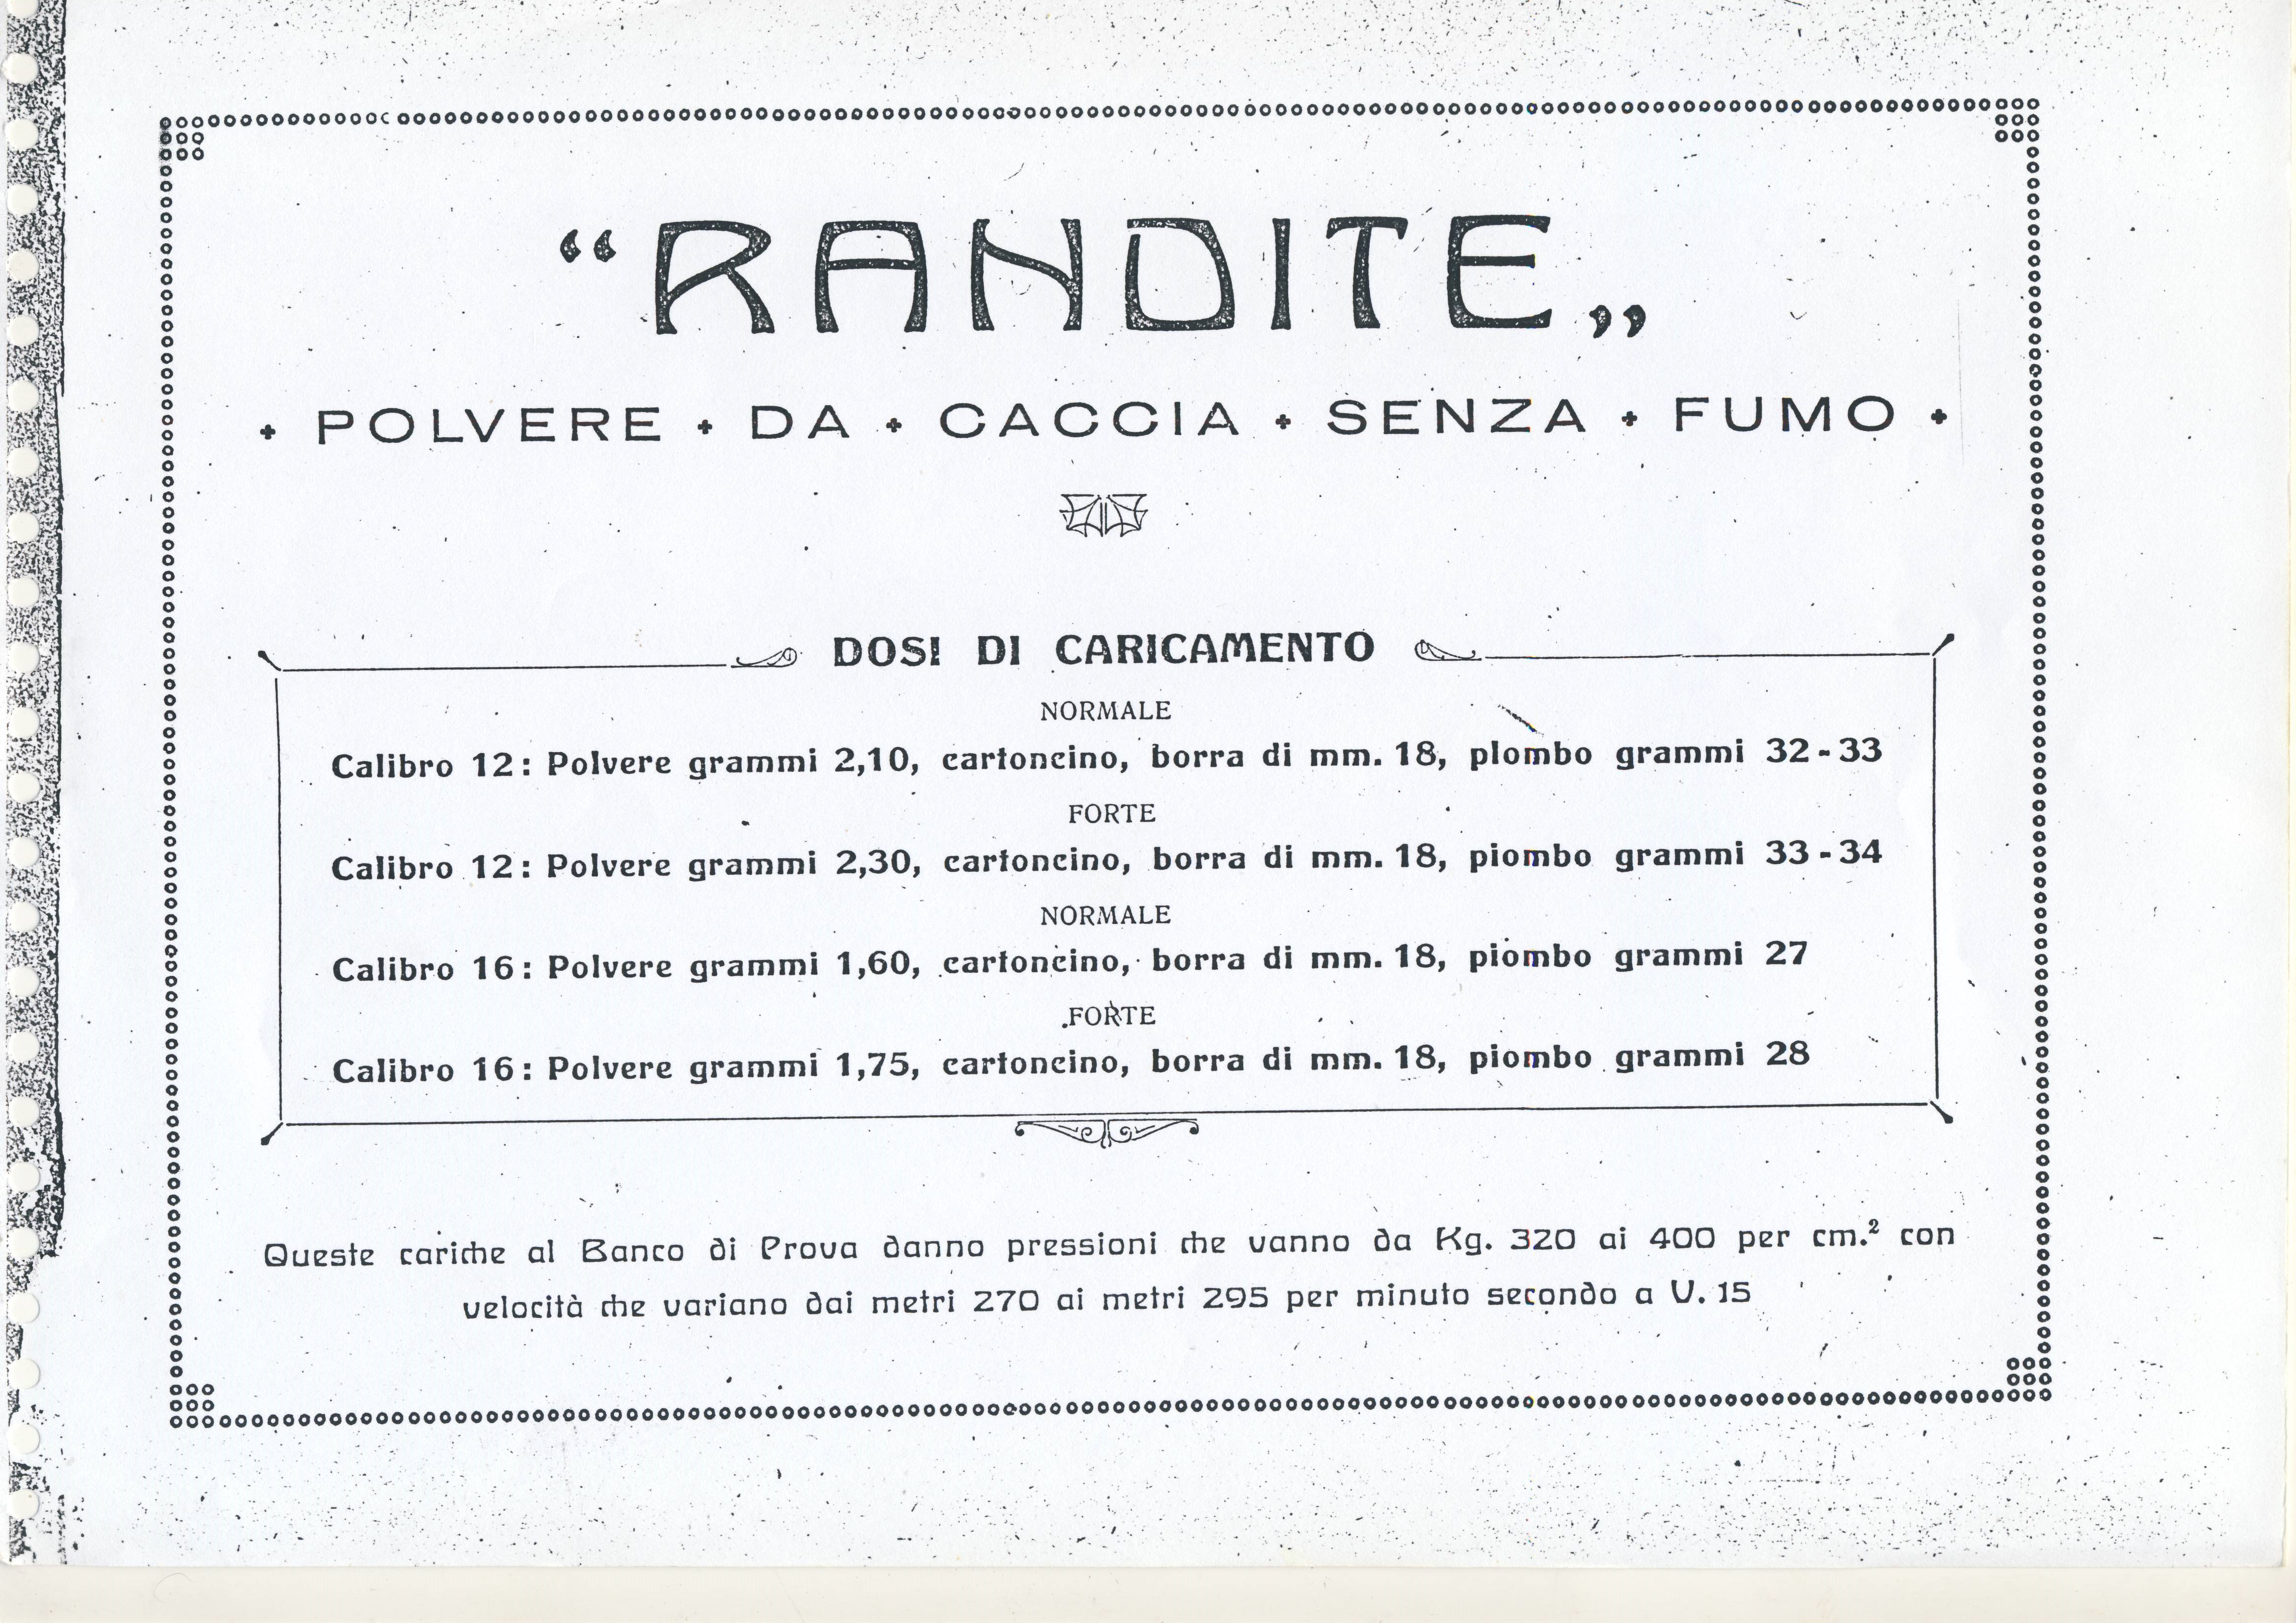 “RANDITE„
POLVERE DA CACCIA SENZA FUMO
DOSI DI CARICAMENTO
NORMALE
Calibro 12: Polvere grammi 2,10, cartoncino, borra di mm. 18, piombo grammi 32-33
FORTE
Calibro 12: Polvere grammi 2,30, cartoncino, borra di mm. 18, piombo grammi 33-34
NORMALE
Calibro 16: Polvere grammi 1,60, cartoncino, borra di mm. 18, piombo grammi 27
FORTE
Calibro 16: Polvere grammi 1,75, cartoncino, borra di mm. 18, piombo grammi 28
Queste cariche al Banco di Prova danno pressioni che vanno da Kg. 320 ai 400 per cm.² con
velocità che variano dai metri 270 ai metri 295 per minuto secondo a V. 15